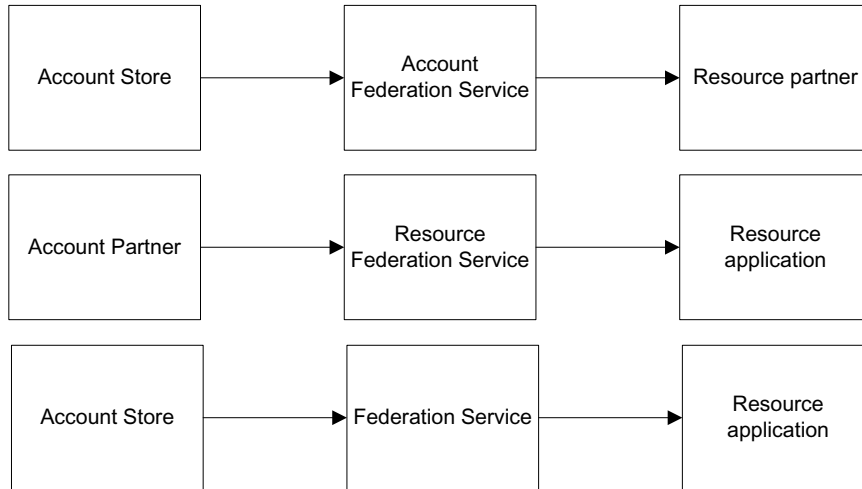 Account Store
Account
Federation Service
Resource partner
Account Partner
Resource
Federation Service
Resource
application
Account Store
Federation Service
Resource
application